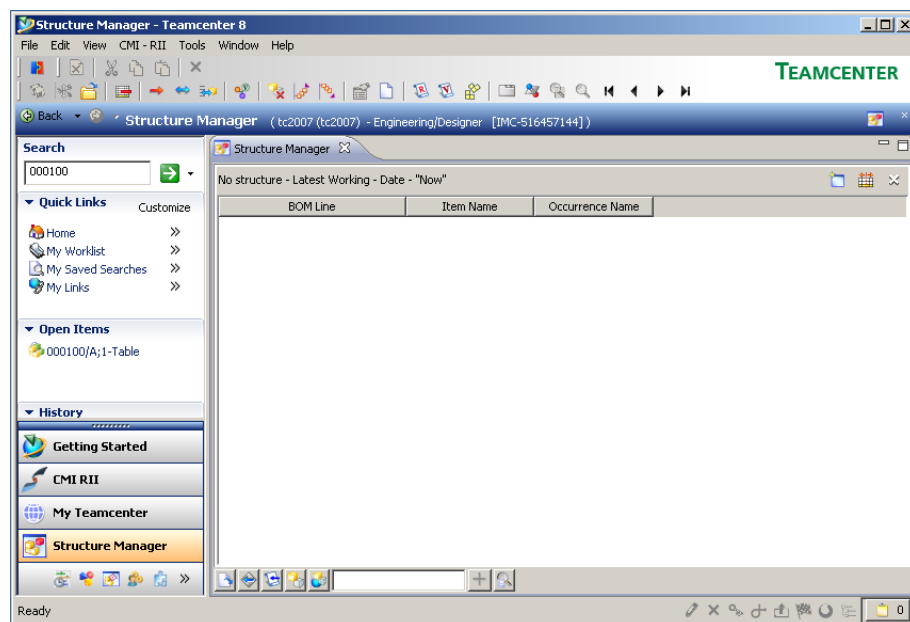 Structure Manager - Teamcenter 8
File Edit View CMI - RII Tools Window Help
TEAMCENTER
Back Structure Manager ( tc2007 (tc2007) - Engineering/Designer [IMC-516457144] )
Search
000100
Quick Links Customize
Home
My Worklist
My Saved Searches
My Links
Open Items
000100/A;1-Table
History
Getting Started
CMI RII
My Teamcenter
Structure Manager
Structure Manager
No structure - Latest Working - Date - "Now"
BOM Line Item Name Occurrence Name
Ready
0